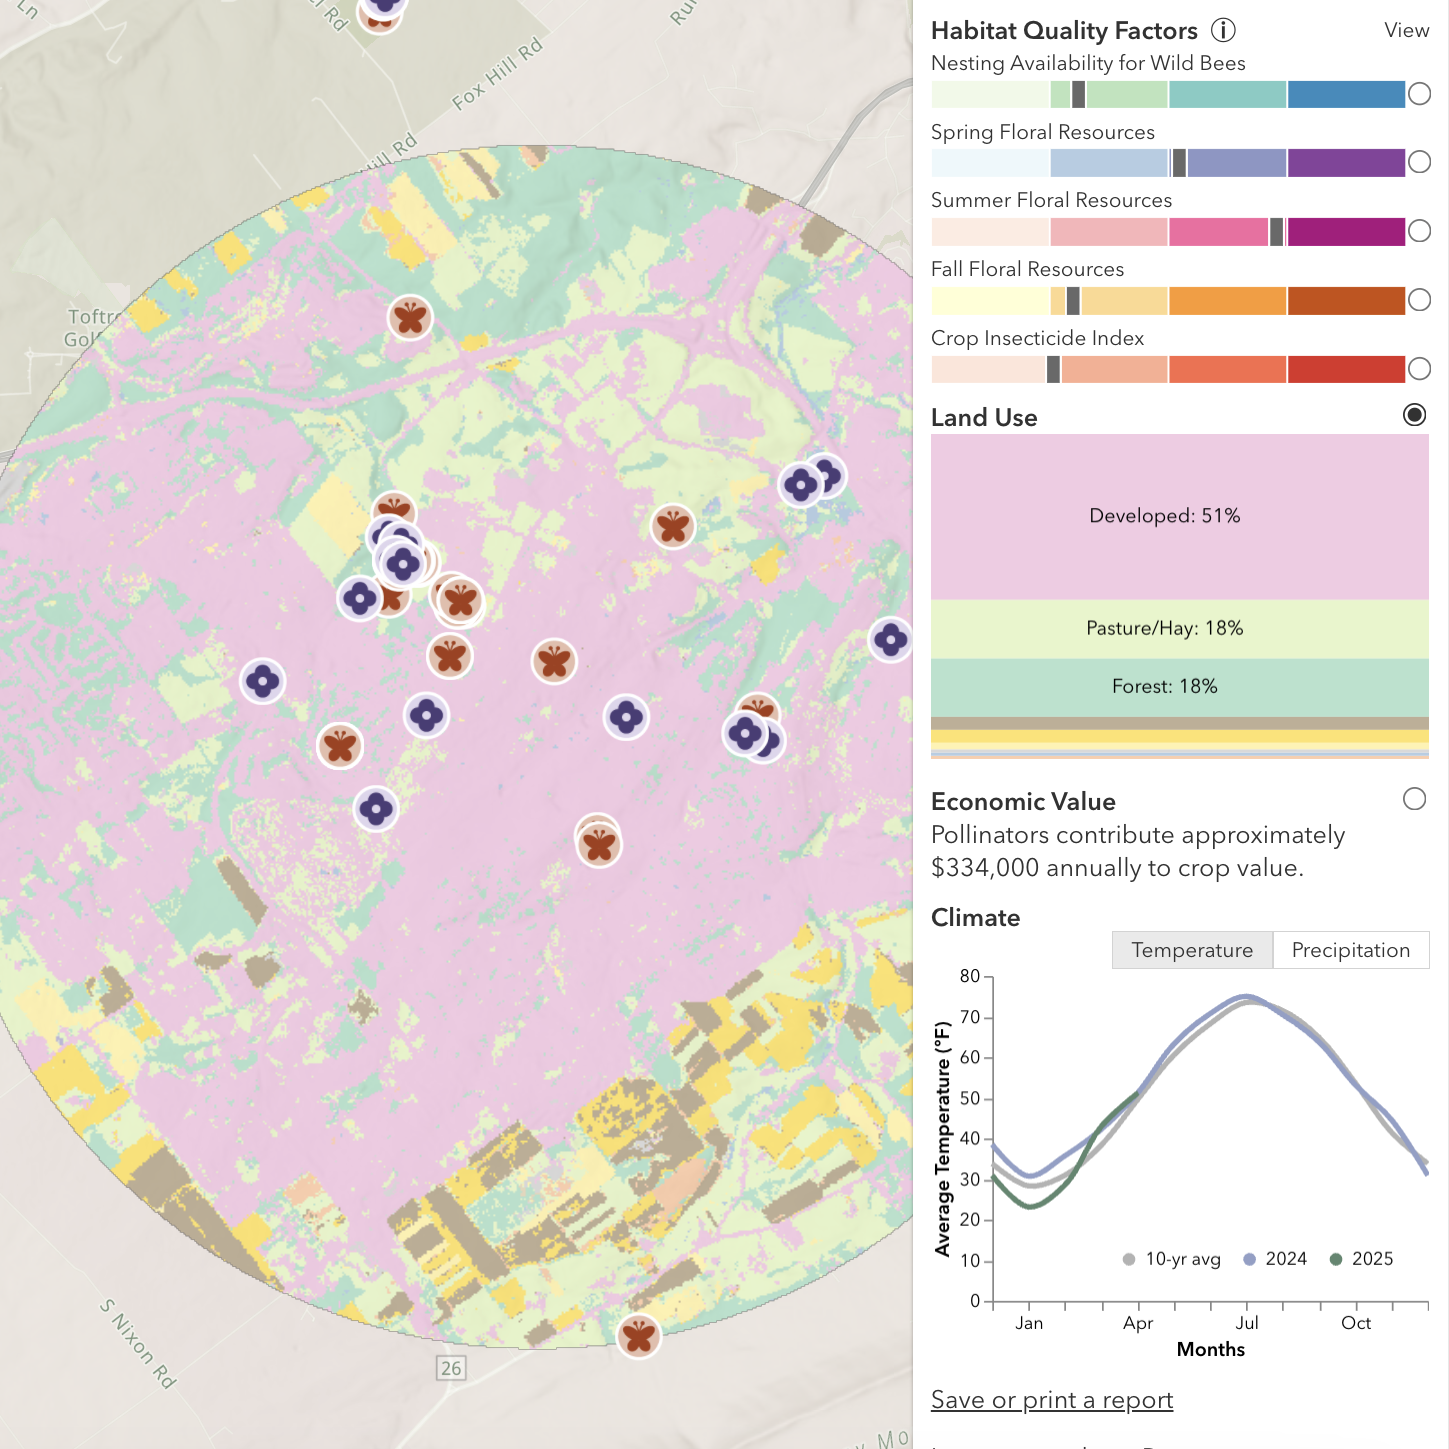 Ln
Rd
Fox Hill Rd
Hill Rd
Toftr
Gol
S Nixon Rd
26
Mo
Habitat Quality Factors
View
Nesting Availability for Wild Bees
Spring Floral Resources
Summer Floral Resources
Fall Floral Resources
Crop Insecticide Index
Land Use
Developed: 51%
Pasture/Hay: 18%
Forest: 18%
Economic Value
Pollinators contribute approximately
$334,000 annually to crop value.
Climate
Temperature
Precipitation
Average Temperature (°F)
80
70
60
50
40
30
20
10
0
10-yr avg
2024
2025
Jan
Apr
Jul
Oct
Months
Save or print a report